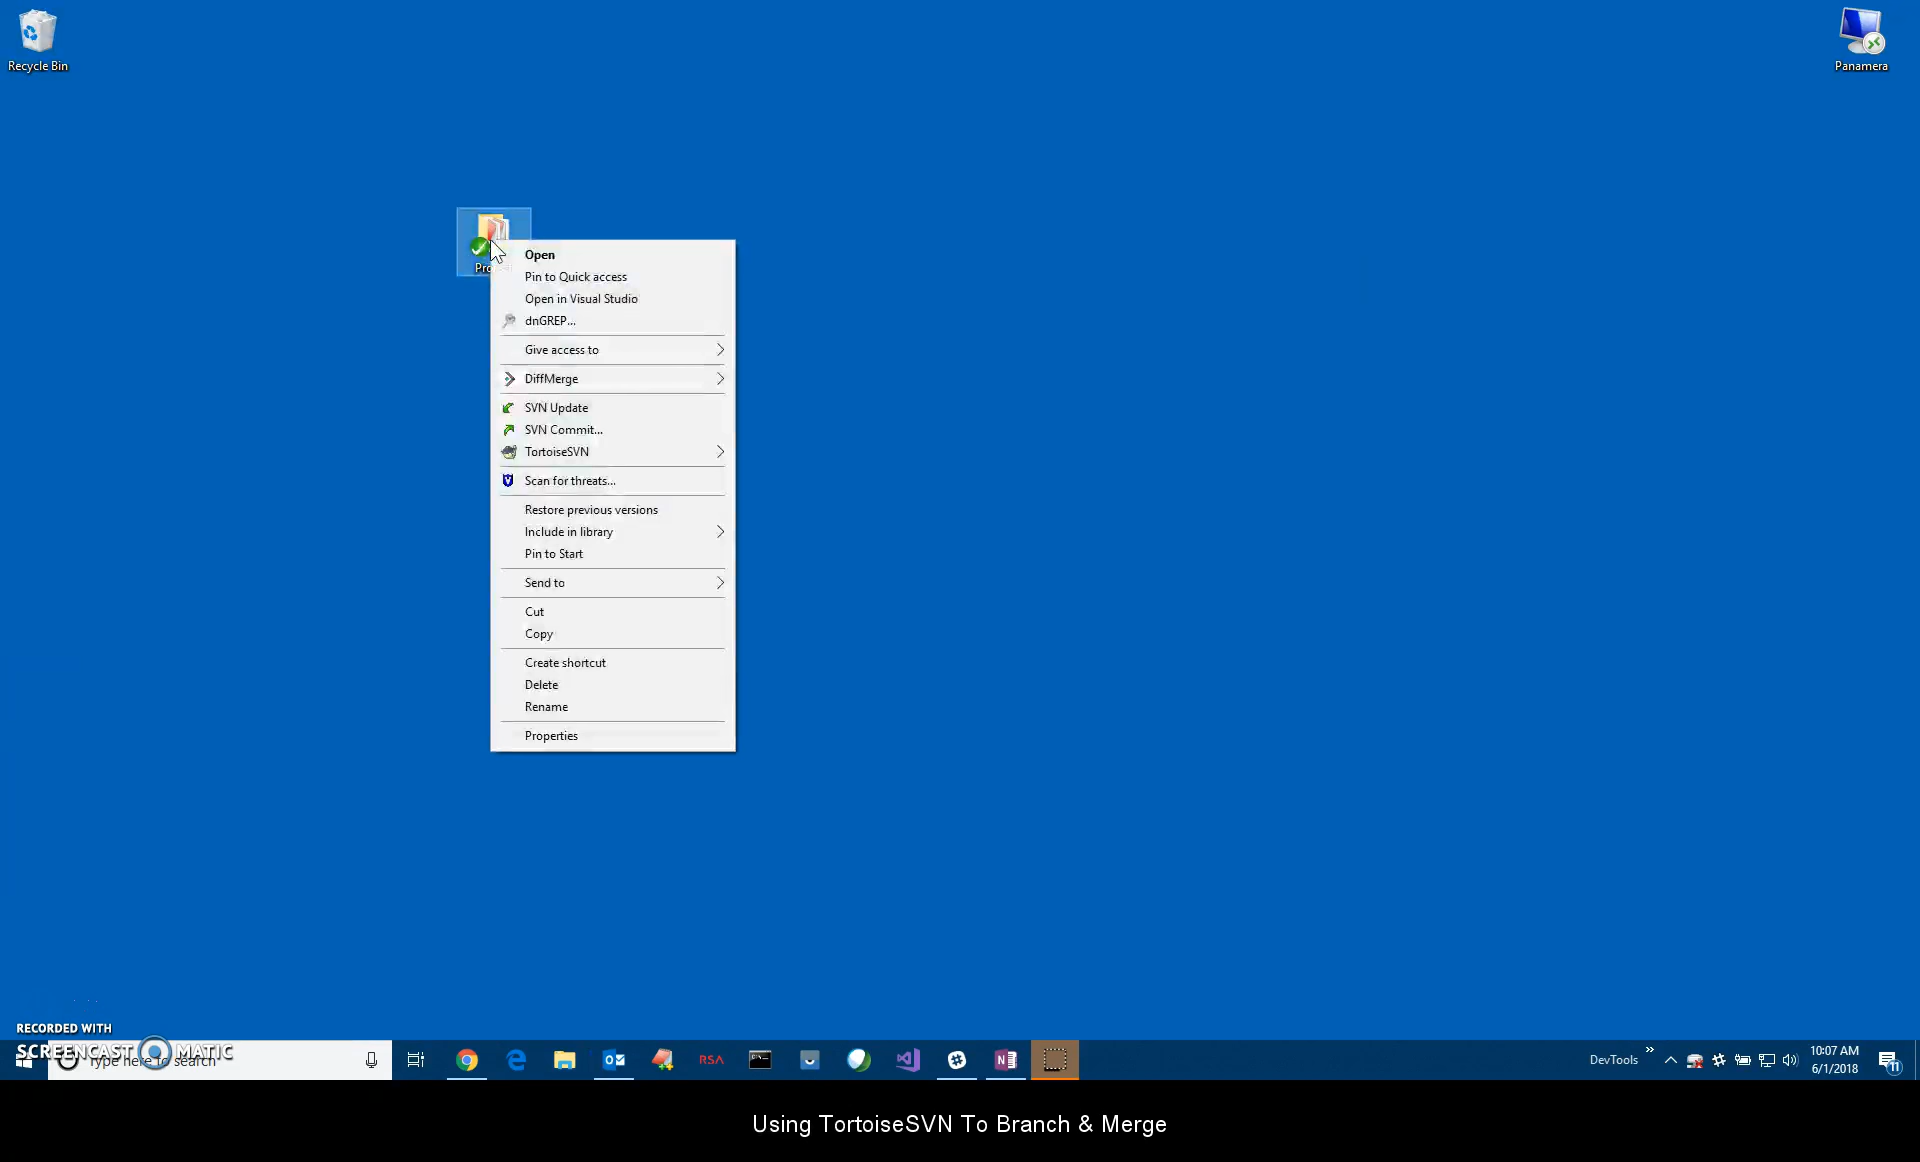 Recycle Bin
Panamera
Open
Pin to Quick access
Open in Visual Studio
dnGREP...
Give access to
DiffMerge
SVN Update
SVN Commit...
TortoiseSVN
Scan for threats...
Restore previous versions
Include in library
Pin to Start
Send to
Cut
Copy
Create shortcut
Delete
Rename
Properties
RECORDED WITH
SCREENCAST MATIC
Type here to search
RSA
DevTools
10:07 AM
6/1/2018
11
Using TortoiseSVN To Branch & Merge